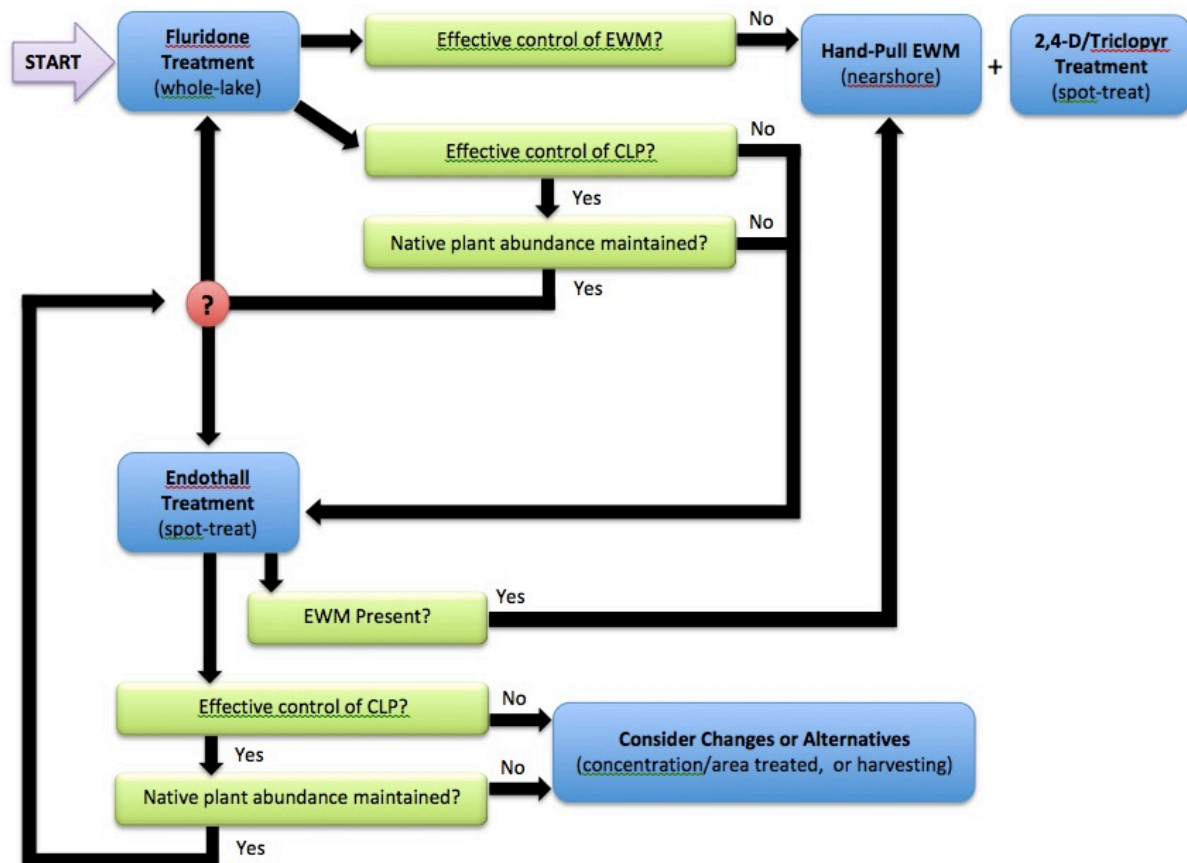 START
Fluridone
Treatment
(whole-lake)
Effective control of EWM?
No
Hand-Pull EWM
(nearshore)
+
2,4-D/Triclopyr
Treatment
(spot-treat)
Effective control of CLP?
No
Yes
Native plant abundance maintained?
No
Yes
?
Endothall
Treatment
(spot-treat)
EWM Present?
Yes
Effective control of CLP?
No
Yes
Native plant abundance maintained?
No
Yes
Consider Changes or Alternatives
(concentration/area treated, or harvesting)